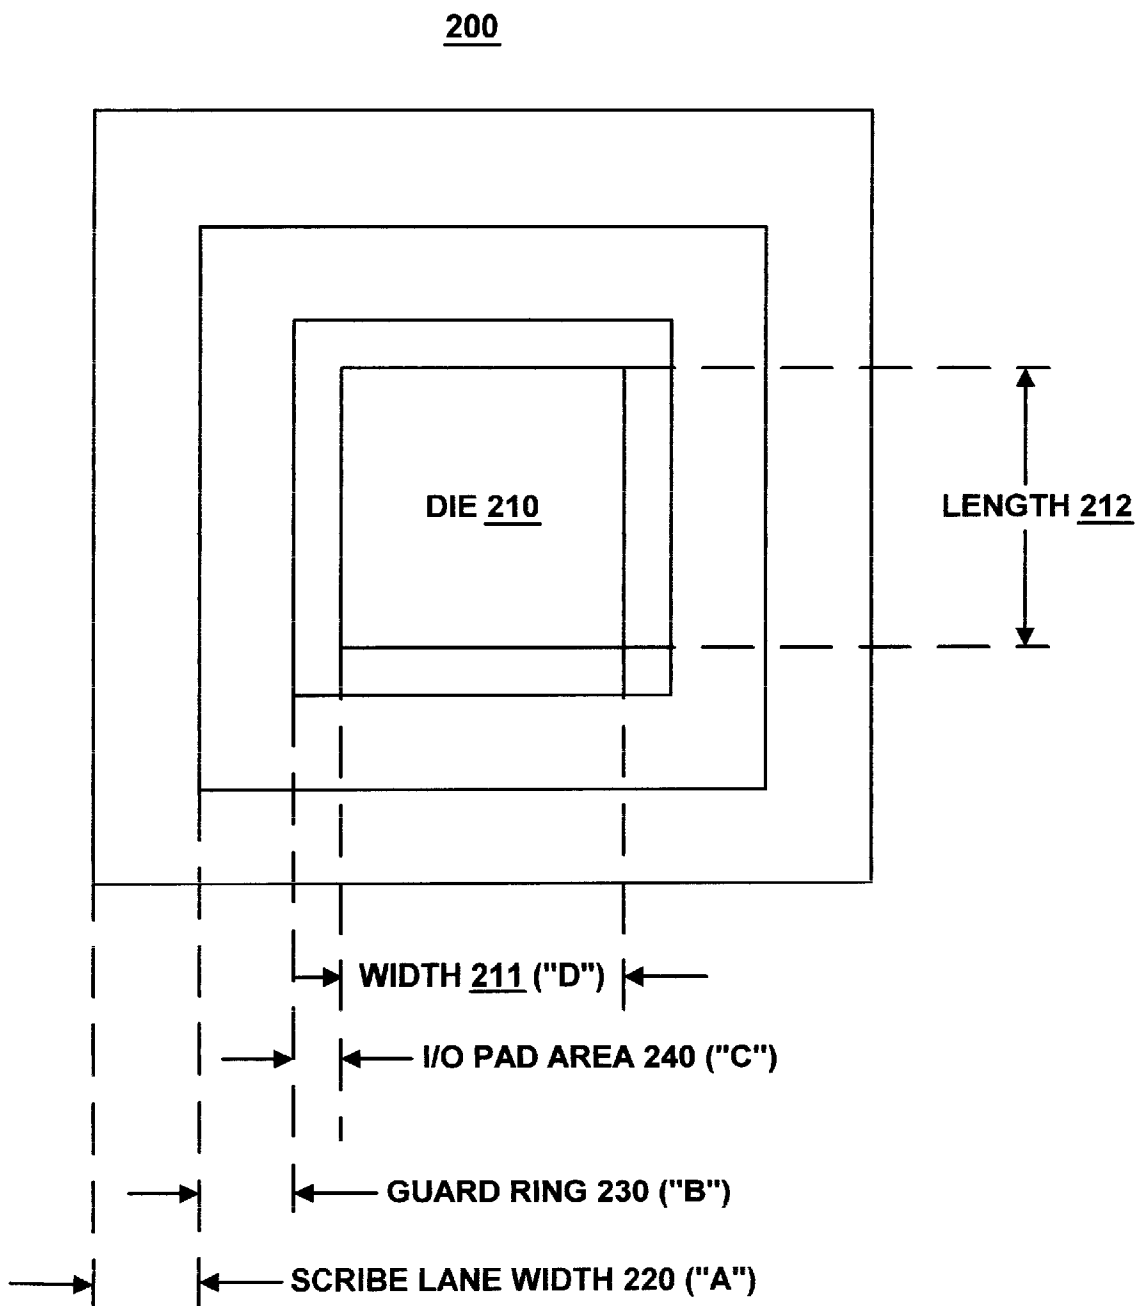 200
DIE 210
LENGTH 212
WIDTH 211 ("D")
I/O PAD AREA 240 ("C")
GUARD RING 230 ("B")
SCRIBE LANE WIDTH 220 ("A")